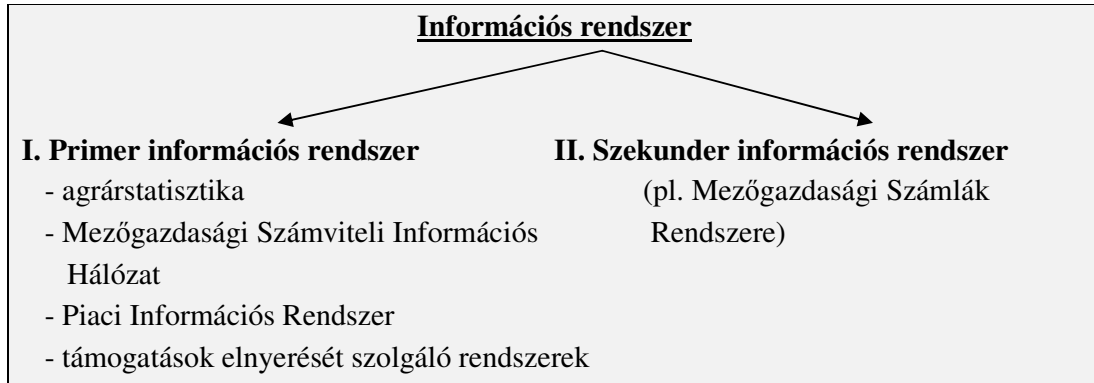 Információs rendszer
I. Primer információs rendszer
- agrárstatisztika
- Mezőgazdasági Számviteli Információs
Hálózat
- Piaci Információs Rendszer
- támogatások elnyerését szolgáló rendszerek
II. Szekunder információs rendszer
(pl. Mezőgazdasági Számlák
Rendszere)